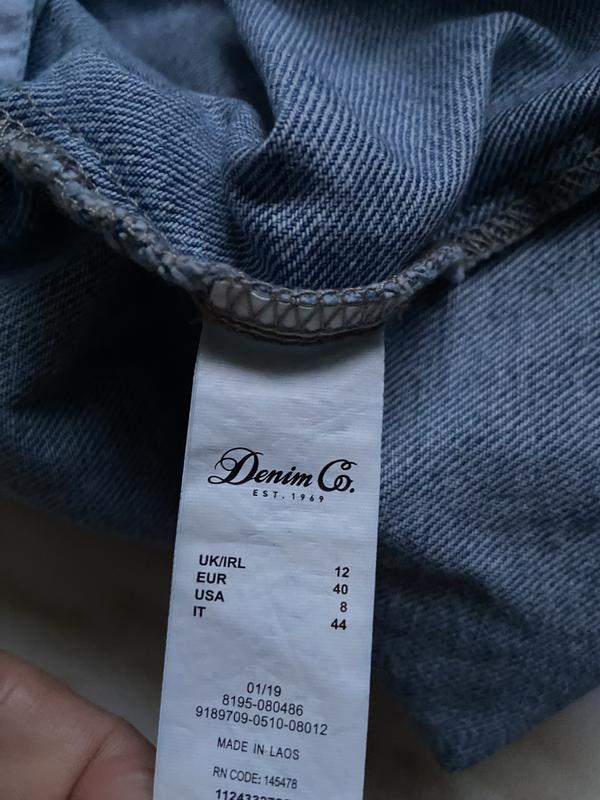 Denim Co.
EST. 1969
UK/IRL 12
EUR 40
USA 8
IT 44
01/19
8195-080486
9189709-0510-08012
MADE IN LAOS
RN CODE: 145478